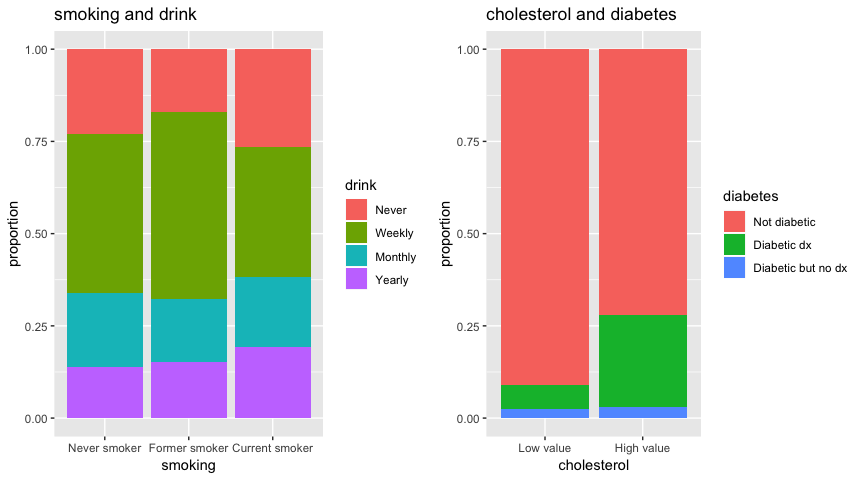 smoking and drink
proportion
1.00
0.75
0.50
0.25
0.00
Never smoker Former smoker Current smoker
smoking
drink
Never
Weekly
Monthly
Yearly
cholesterol and diabetes
proportion
1.00
0.75
0.50
0.25
0.00
Low value High value
cholesterol
diabetes
Not diabetic
Diabetic dx
Diabetic but no dx